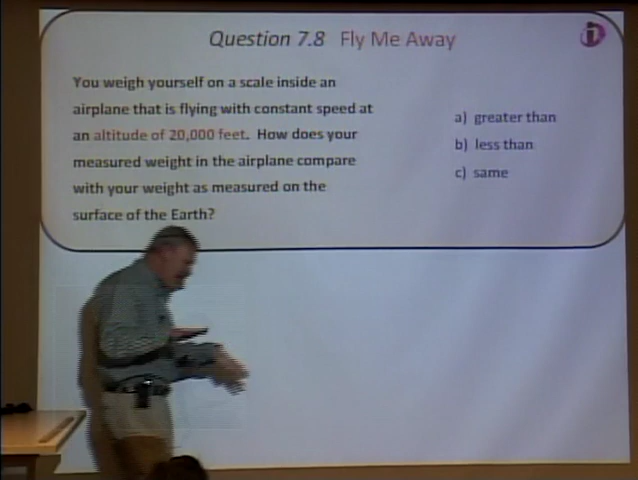 Question 7.8 Fly Me Away
You weigh yourself on a scale inside an
airplane that is flying with constant speed at
an altitude of 20,000 feet. How does your
measured weight in the airplane compare
with your weight as measured on the
surface of the Earth?
a) greater than
b) less than
c) same
i